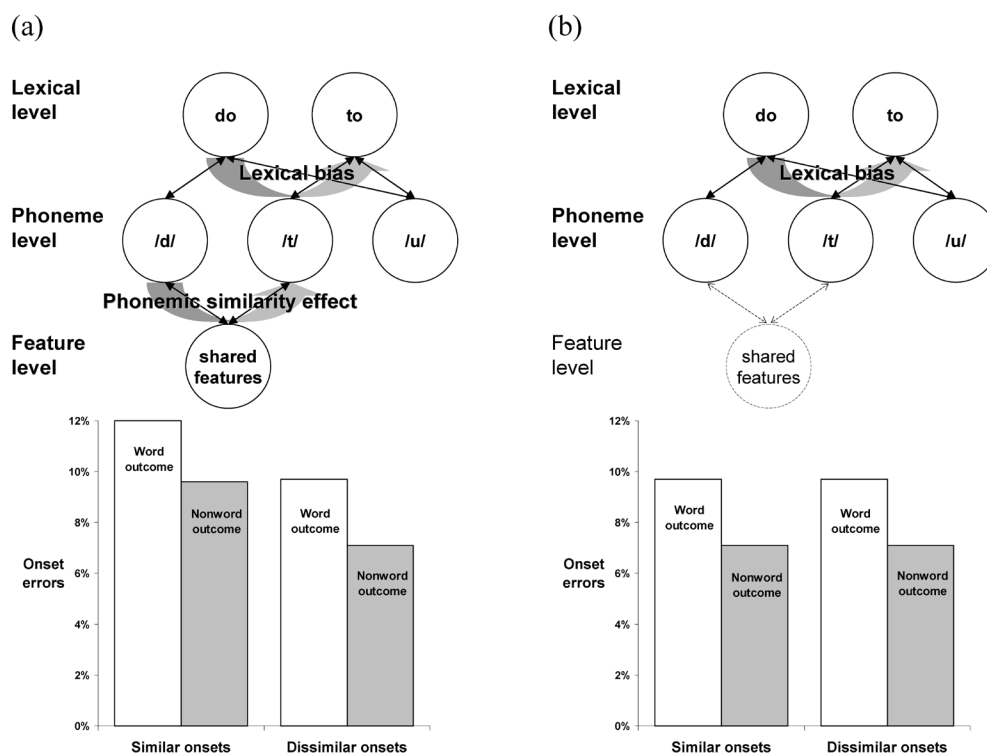 (a)
Lexical
level
do
to
Lexical bias
Phoneme
level
/d/
/t/
/u/
Phonemic similarity effect
Feature
level
shared
features
12%
10%
8%
6%
4%
2%
0%
Onset
errors
Word
outcome
Nonword
outcome
Word
outcome
Nonword
outcome
Similar onsets
Dissimilar onsets
(b)
Lexical
level
do
to
Lexical bias
Phoneme
level
/d/
/t/
/u/
Feature
level
shared
features
12%
10%
8%
6%
4%
2%
0%
Onset
errors
Word
outcome
Nonword
outcome
Word
outcome
Nonword
outcome
Similar onsets
Dissimilar onsets